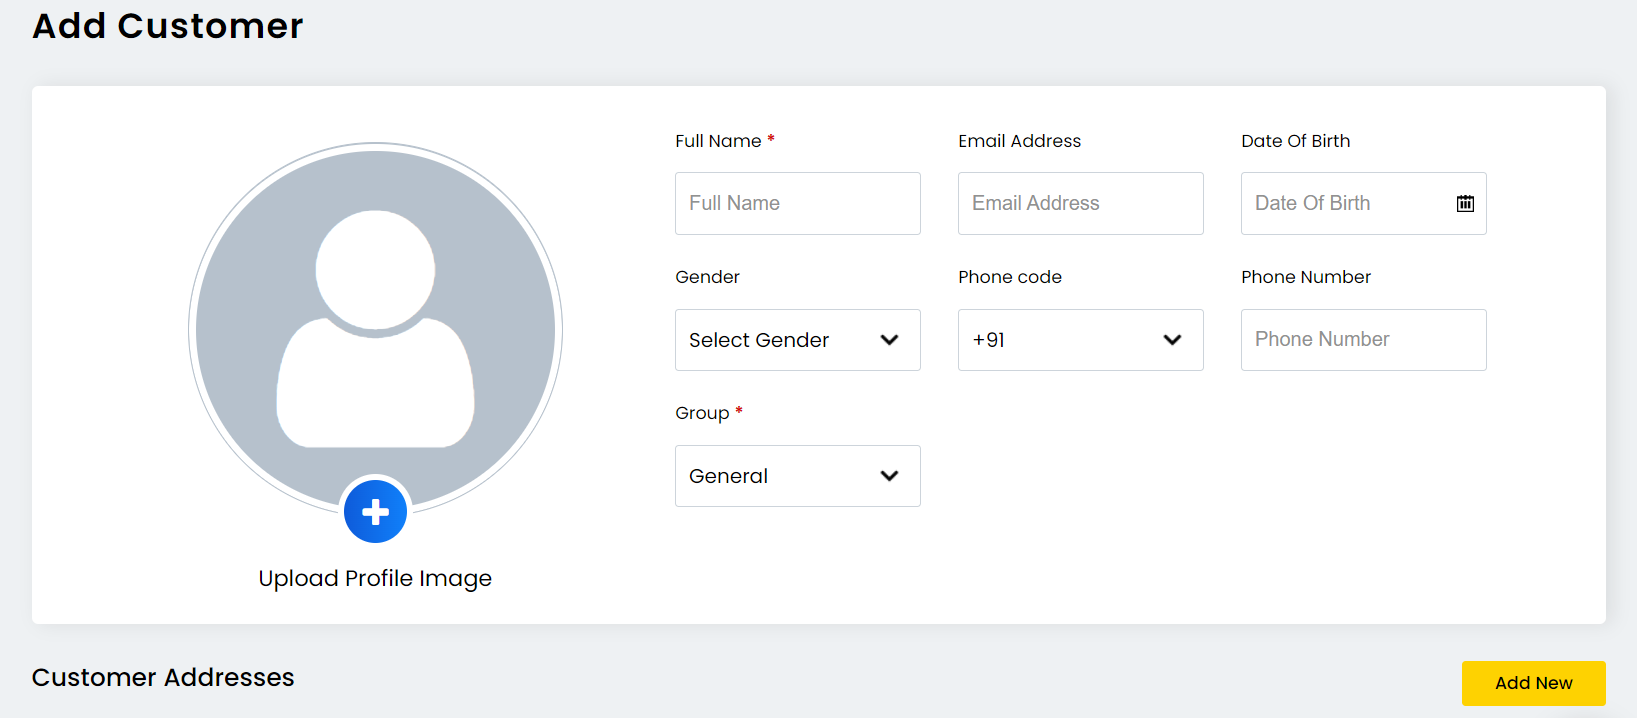 Add Customer
Full Name * Email Address Date Of Birth
Full Name Email Address Date Of Birth
Gender Phone code Phone Number
Select Gender +91 Phone Number
Group *
General
Upload Profile Image
Customer Addresses Add New